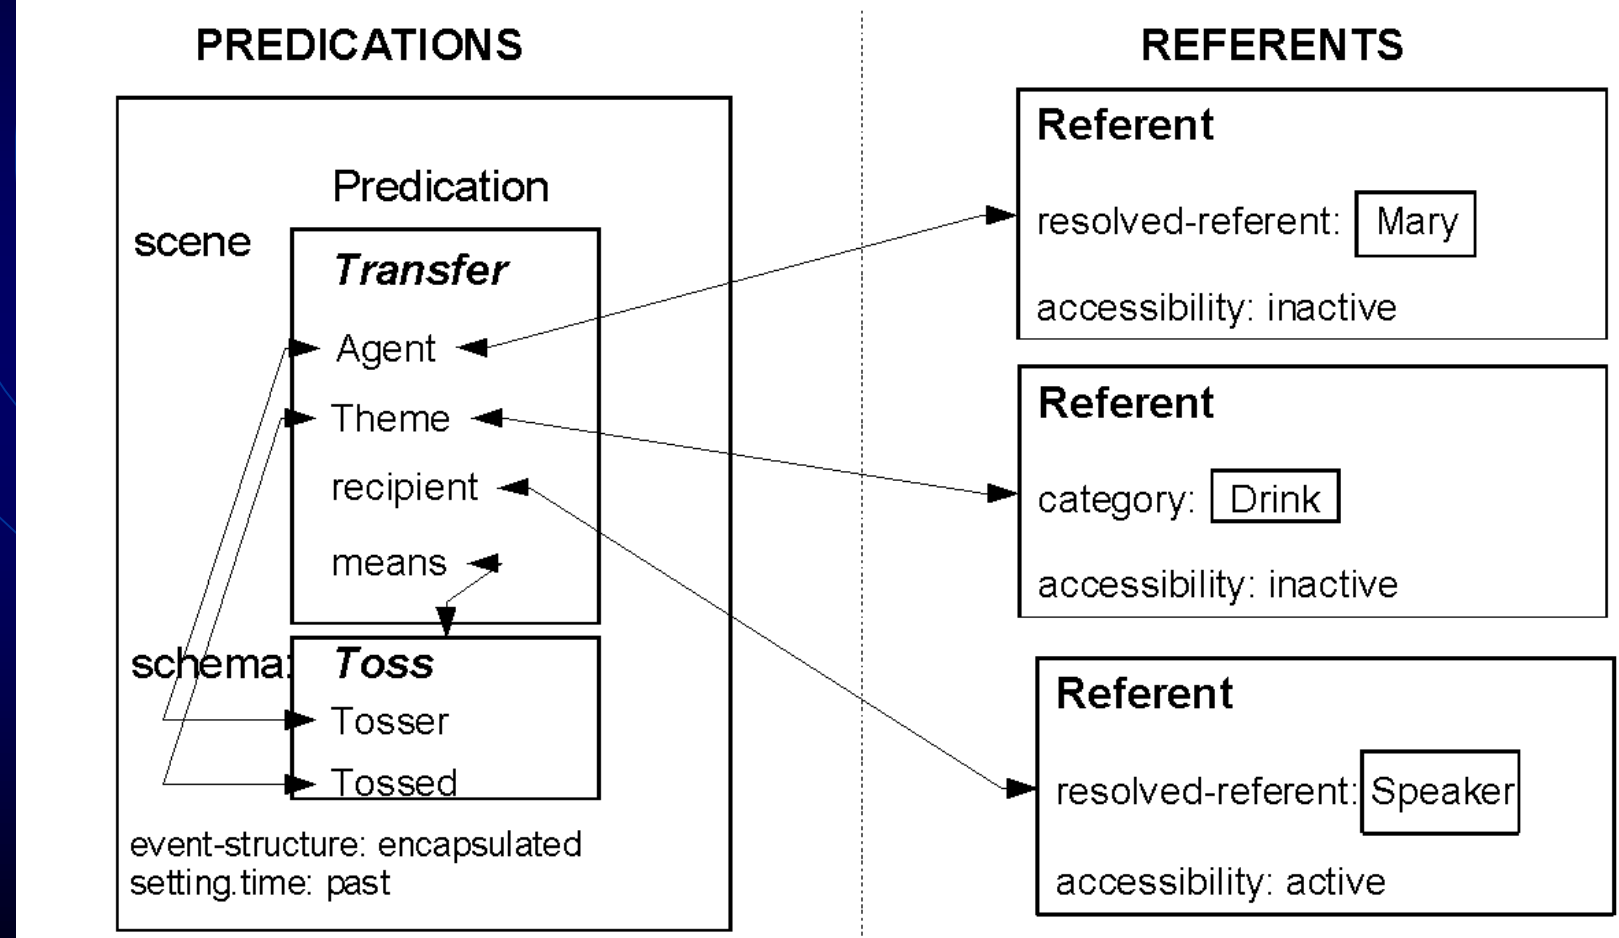 PREDICATIONS
Predication
scene
Transfer
Agent
Theme
recipient
means
schema: Toss
Tosser
Tossed
event-structure: encapsulated
setting.time: past
REFERENTS
Referent
resolved-referent: Mary
accessibility: inactive
Referent
category: Drink
accessibility: inactive
Referent
resolved-referent: Speaker
accessibility: active